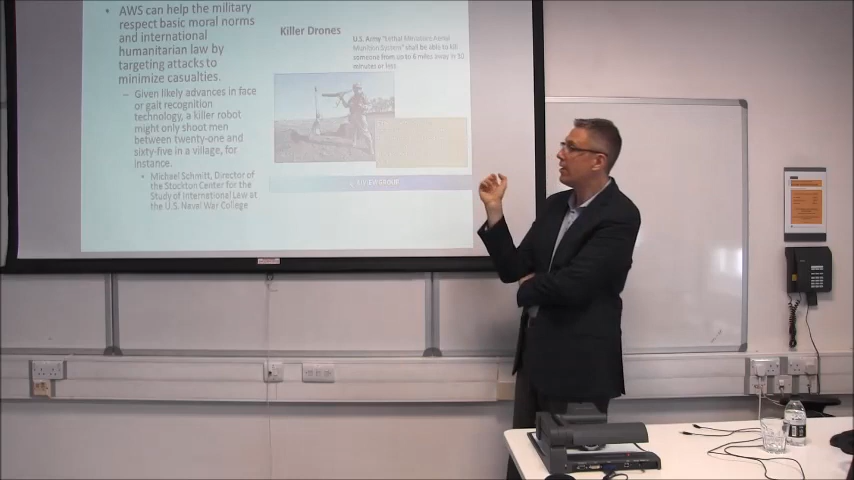 AWS can help the military
respect basic moral norms
and international
humanitarian law by
targeting attacks to
minimize casualties.
– Given likely advances in face
or gait recognition
technology, a killer robot
might only shoot men
between twenty-one and
sixty-five in a village, for
instance.
• Michael Schmitt, Director of
the Stockton Center for the
Study of International Law at
the U.S. Naval War College
Killer Drones
U.S. Army "Lethal Miniature Aerial
Munition System" shall be able to kill
someone from up to 6 miles away in 30
minutes or less